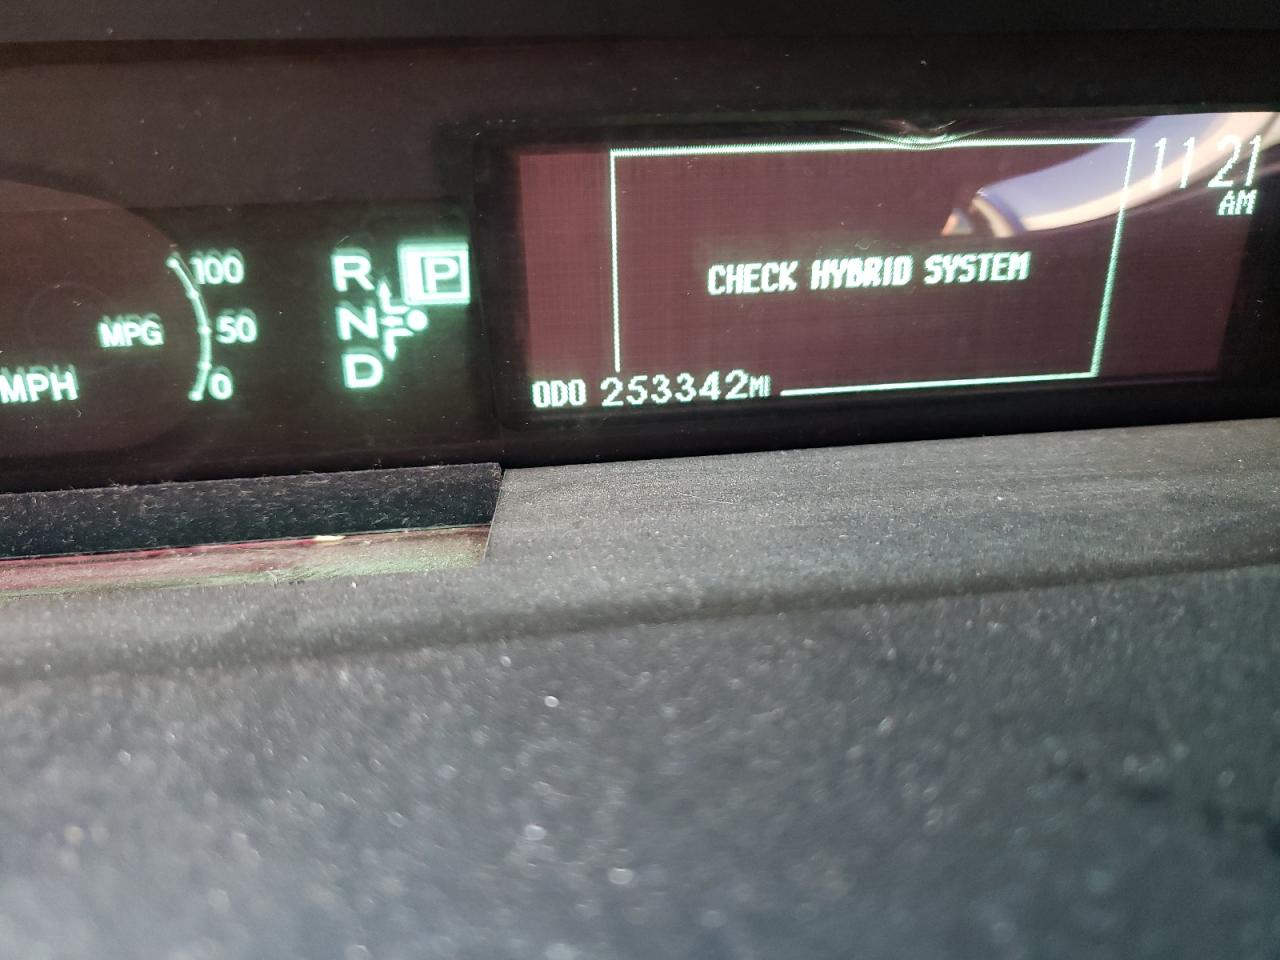 11 21
AM
100
R P
CHECK HYBRID SYSTEM
MPG 50
N
MPH 0
D
ODO 253342MI